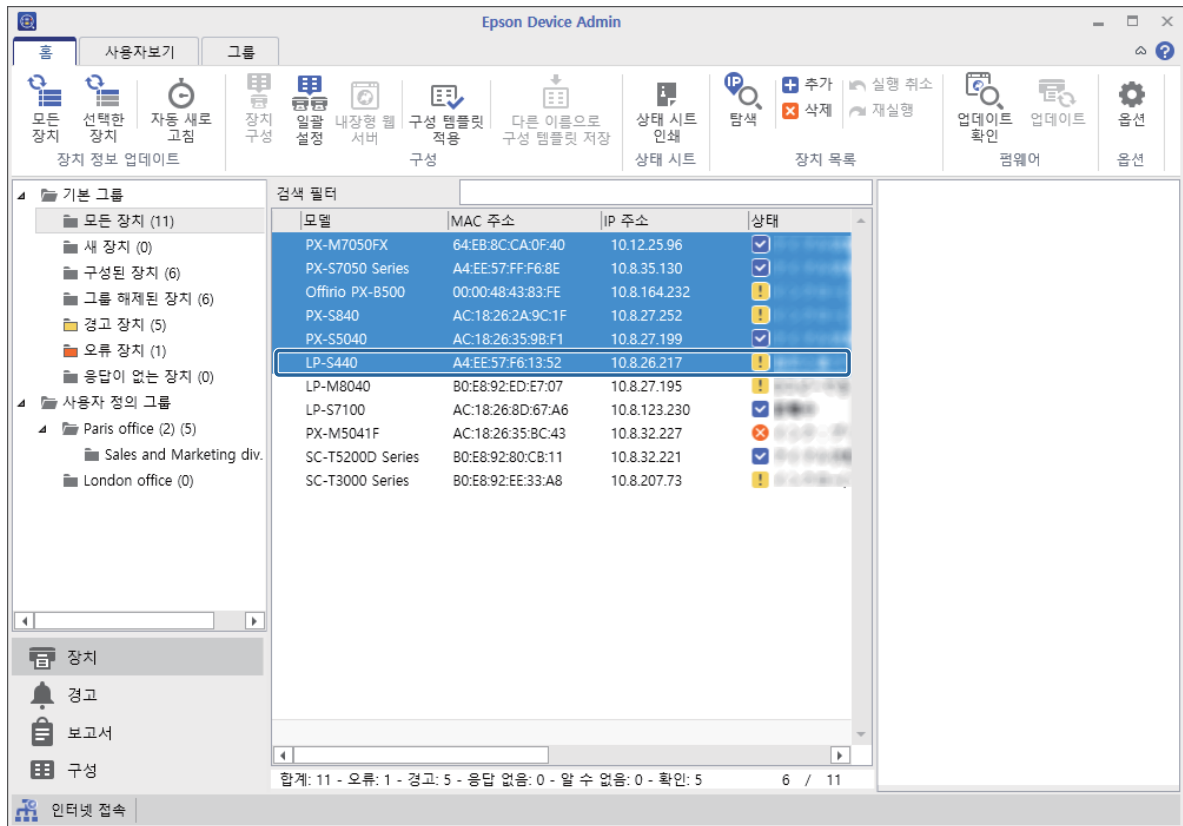 Epson Device Admin
홈 사용자보기 그룹
모든 장치 선택한 장치 자동 새로 고침 장치 구성 일괄 설정 내장형 웹 서버 구성 템플릿 적용 다른 이름으로 구성 템플릿 저장 상태 시트 인쇄 탐색 추가 삭제 실행 취소 재실행 업데이트 확인 업데이트 옵션
장치 정보 업데이트 구성 상태 시트 장치 목록 펌웨어 옵션
기본 그룹
모든 장치 (11)
새 장치 (0)
구성된 장치 (6)
그룹 해제된 장치 (6)
경고 장치 (5)
오류 장치 (1)
응답이 없는 장치 (0)
사용자 정의 그룹
Paris office (2) (5)
Sales and Marketing div.
London office (0)
장치
경고
보고서
구성
검색 필터
모델 MAC 주소 IP 주소 상태
PX-M7050FX 64:EB:8C:CA:0F:40 10.12.25.96
PX-S7050 Series A4:EE:57:FF:F6:8E 10.8.35.130
Offirio PX-B500 00:00:48:43:83:FE 10.8.164.232
PX-S840 AC:18:26:2A:9C:1F 10.8.27.252
PX-S5040 AC:18:26:35:9B:F1 10.8.27.199
LP-S440 A4:EE:57:F6:13:52 10.8.26.217
LP-M8040 B0:E8:92:ED:E7:07 10.8.27.195
LP-S7100 AC:18:26:8D:67:A6 10.8.123.230
PX-M5041F AC:18:26:35:BC:43 10.8.32.227
SC-T5200D Series B0:E8:92:80:CB:11 10.8.32.221
SC-T3000 Series B0:E8:92:EE:33:A8 10.8.207.73
합계: 11 - 오류: 1 - 경고: 5 - 응답 없음: 0 - 알 수 없음: 0 - 확인: 5 6 / 11
인터넷 접속